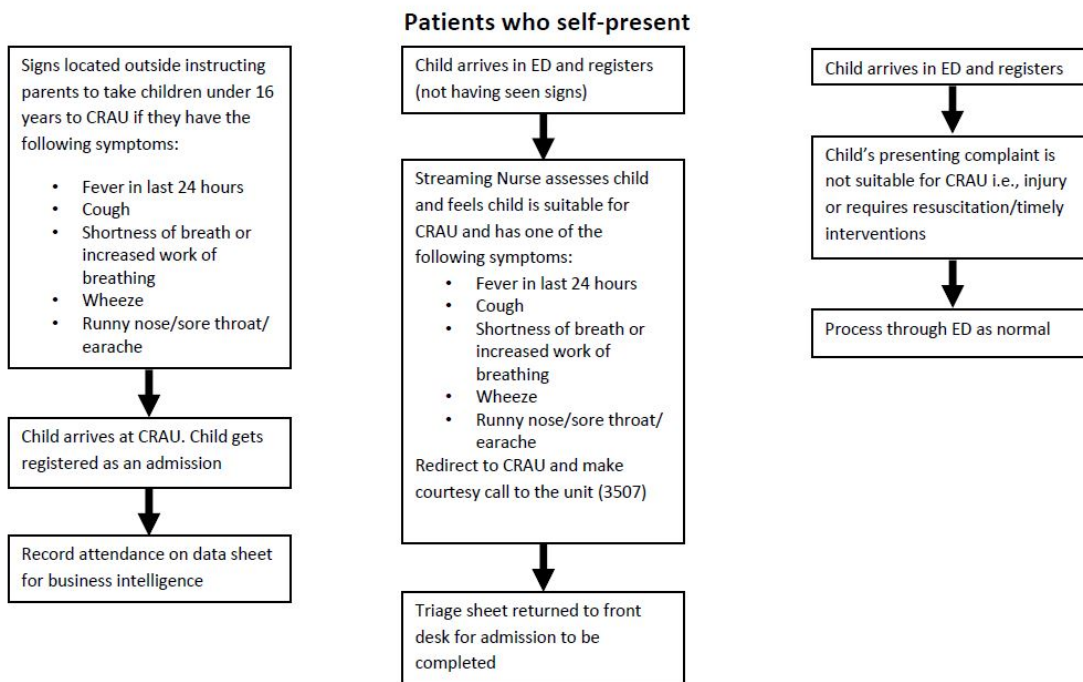 Patients who self-present
Signs located outside instructing
parents to take children under 16
years to CRAU if they have the
following symptoms:
• Fever in last 24 hours
• Cough
• Shortness of breath or
increased work of
breathing
• Wheeze
• Runny nose/sore throat/
earache
Child arrives at CRAU. Child gets
registered as an admission
Record attendance on data sheet
for business intelligence
Child arrives in ED and registers
(not having seen signs)
Streaming Nurse assesses child
and feels child is suitable for
CRAU and has one of the
following symptoms:
• Fever in last 24 hours
• Cough
• Shortness of breath or
increased work of
breathing
• Wheeze
• Runny nose/sore throat/
earache
Redirect to CRAU and make
courtesy call to the unit (3507)
Triage sheet returned to front
desk for admission to be
completed
Child arrives in ED and registers
Child's presenting complaint is
not suitable for CRAU i.e., injury
or requires resuscitation/timely
interventions
Process through ED as normal